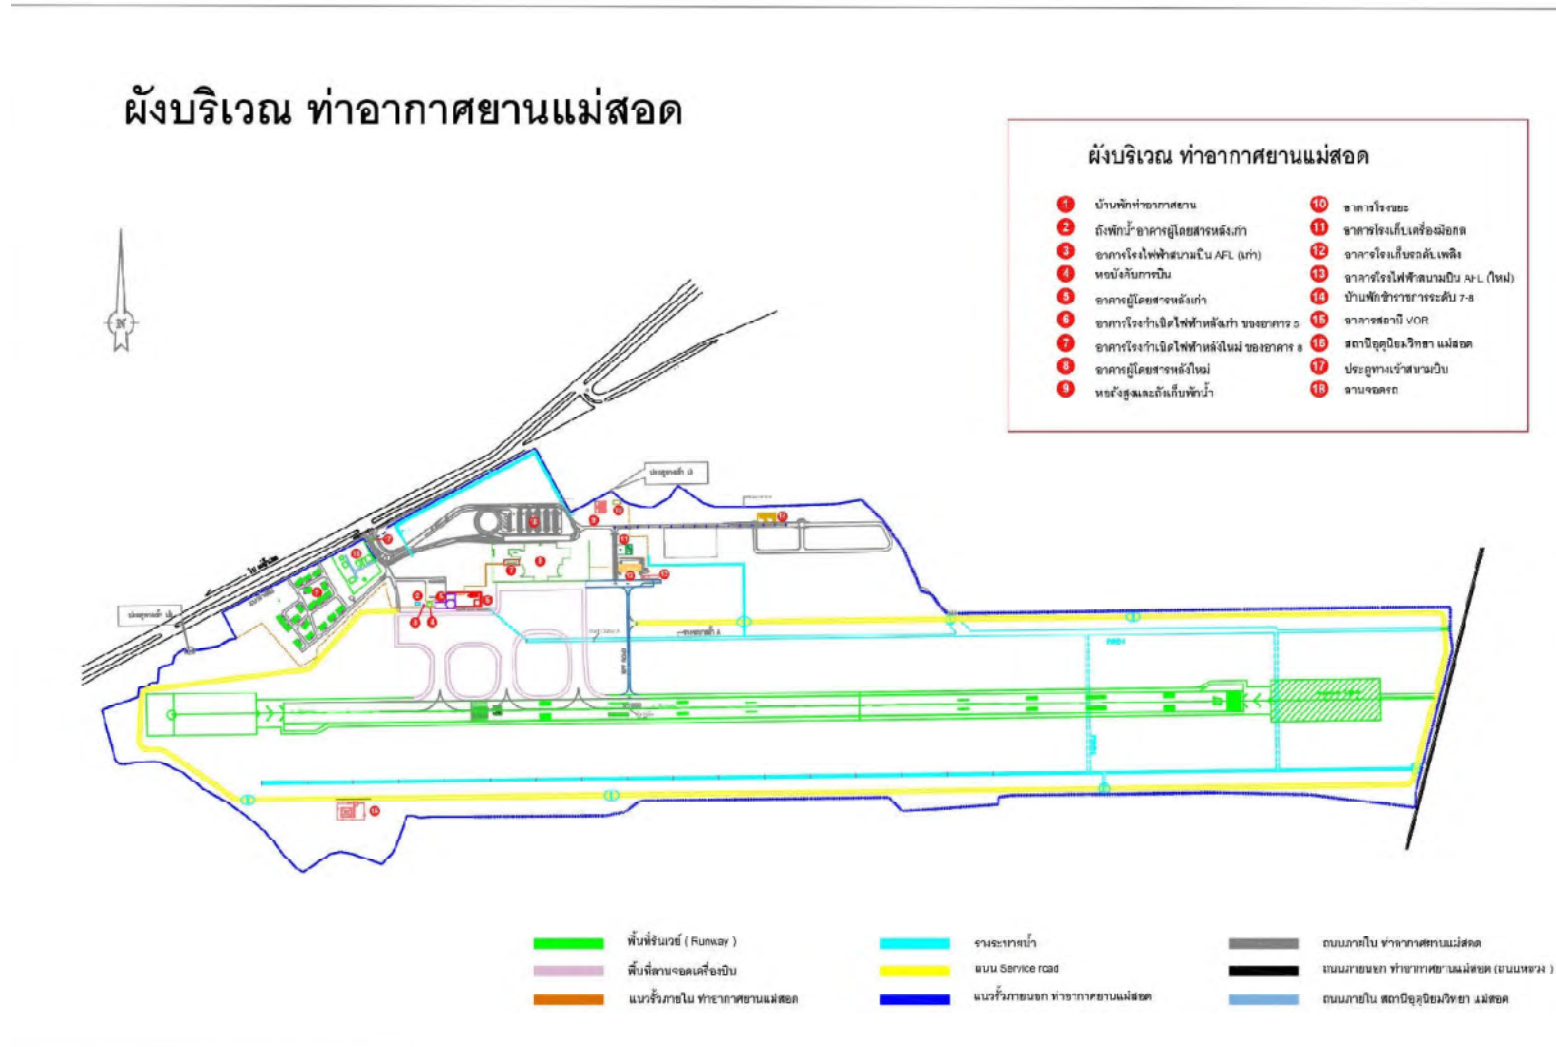 ผังบริเวณ ท่าอากาศยานแม่สอด
ผังบริเวณ ท่าอากาศยานแม่สอด
1 บ้านพักท่าอากาศยาน
2 ถังพักน้ำอาคารผู้โดยสารหลังเก่า
3 อาคารโรงไฟฟ้าสนามบิน AFL (เก่า)
4 หอบังคับการบิน
5 อาคารผู้โดยสารหลังเก่า
6 อาคารโรงกำเนิดไฟฟ้าหลังเก่า ของอาคาร 5
7 อาคารโรงกำเนิดไฟฟ้าหลังใหม่ ของอาคาร 8
8 อาคารผู้โดยสารหลังใหม่
9 หอถังสูงและถังเก็บพักน้ำ
10 อาคารโรงขยะ
11 อาคารโรงเก็บเครื่องมือกล
12 อาคารโรงเก็บรถดับเพลิง
13 อาคารโรงไฟฟ้าสนามบิน AFL (ใหม่)
14 บ้านพักข้าราชการระดับ 7-8
15 อาคารสถานี VOR
16 สถานีอุตุนิยมวิทยา แม่สอด
17 ประตูทางเข้าสนามบิน
18 ลานจอดรถ
N
พื้นที่รันเวย์ ( Runway )
พื้นที่ลานจอดเครื่องบิน
แนวรั้วภายใน ท่าอากาศยานแม่สอด
รางระบายน้ำ
ถนน Service road
แนวรั้วภายนอก ท่าอากาศยานแม่สอด
ถนนภายใน ท่าอากาศยานแม่สอด
ถนนภายนอก ท่าอากาศยานแม่สอด (ถนนหลวง )
ถนนภายใน สถานีอุตุนิยมวิทยา แม่สอด